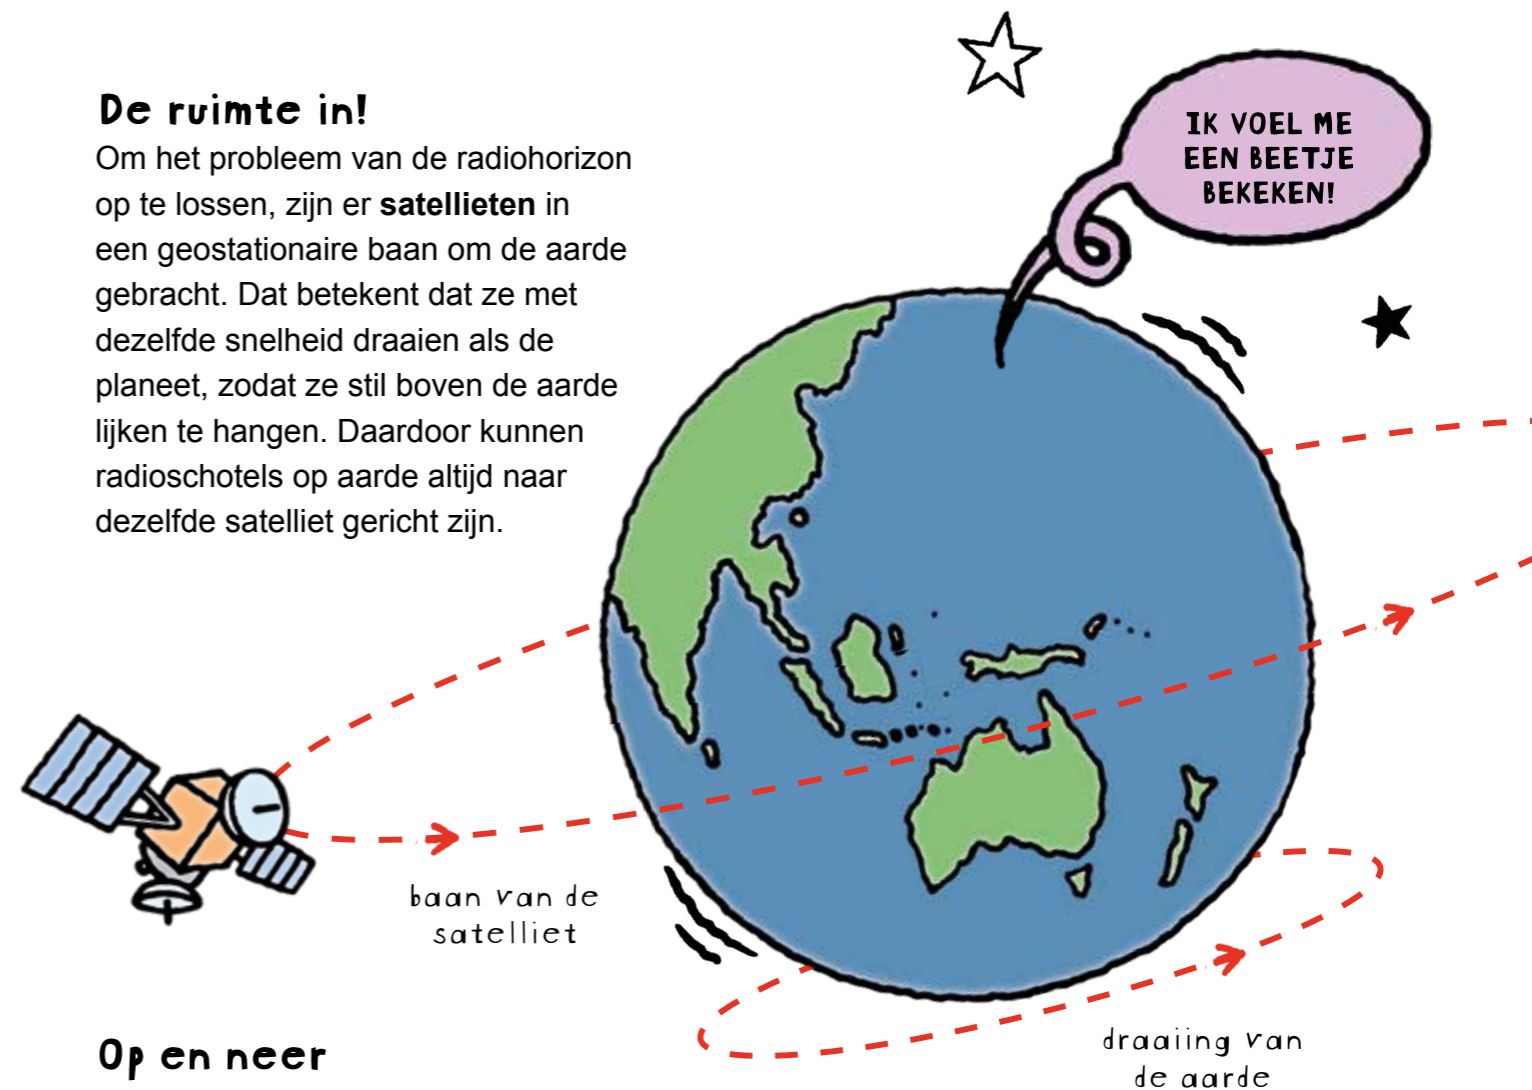 De ruimte in!
Om het probleem van de radiohorizon
op te lossen, zijn er satellieten in
een geostationaire baan om de aarde
gebracht. Dat betekent dat ze met
dezelfde snelheid draaien als de
planeet, zodat ze stil boven de aarde
lijken te hangen. Daardoor kunnen
radioschotels op aarde altijd naar
dezelfde satelliet gericht zijn.
IK VOEL ME
EEN BEETJE
BEKEKEN!
baan van de
satelliet
draaiing van
de aarde
Op en neer